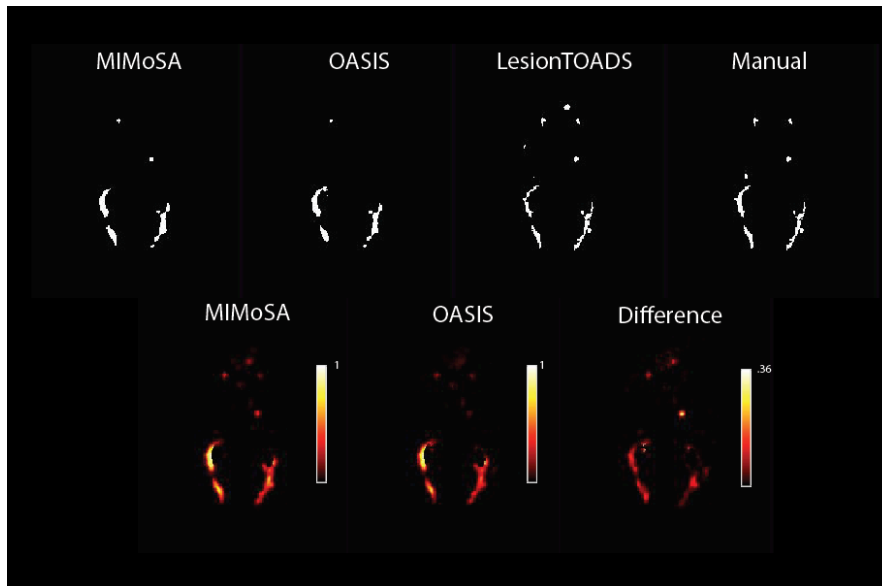 MIMoSA OASIS LesionTOADS Manual
MIMoSA OASIS Difference
1 1 .36